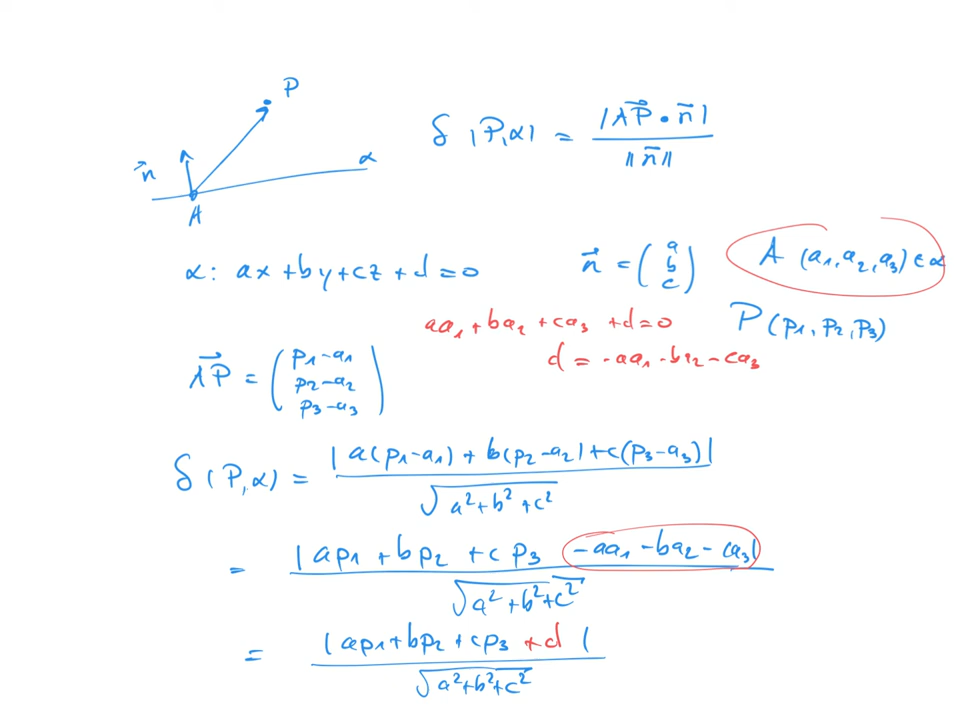 P
δ (P,α) = |AP⃗ • n⃗| / ||n⃗||
n⃗
α
A
α: ax + by + cz + d = 0
n⃗ = (a b c)
A (a₁, a₂, a₃) ∈ α
aa₁ + ba₂ + ca₃ + d = 0
P (p₁, p₂, p₃)
d = -aa₁ - ba₂ - ca₃
AP⃗ = (p₁-a₁ p₂-a₂ p₃-a₃)
δ (P,α) = |a(p₁-a₁) + b(p₂-a₂) + c(p₃-a₃)| / √(a²+b²+c²)
= |ap₁ + bp₂ + cp₃ -aa₁ -ba₂ -ca₃| / √(a²+b²+c²)
= |ap₁+bp₂+cp₃ +d| / √(a²+b²+c²)